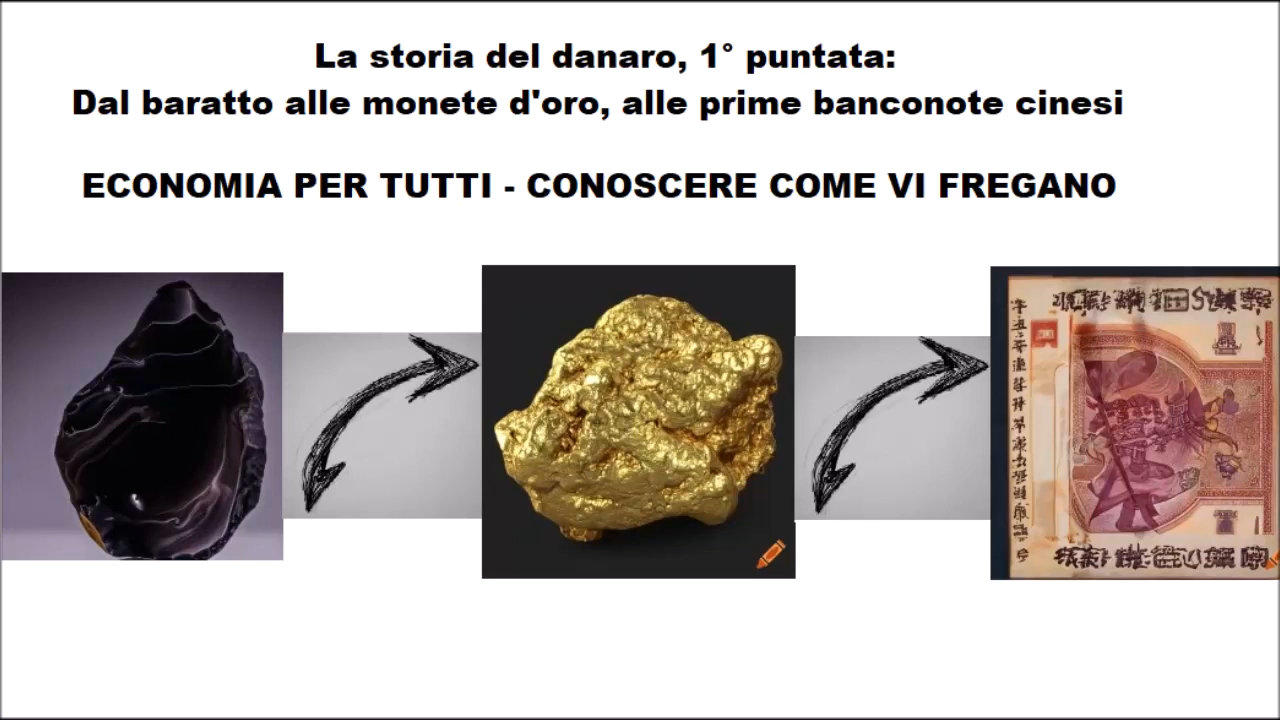 La storia del danaro, 1° puntata:
Dal baratto alle monete d'oro, alle prime banconote cinesi
ECONOMIA PER TUTTI - CONOSCERE COME VI FREGANO